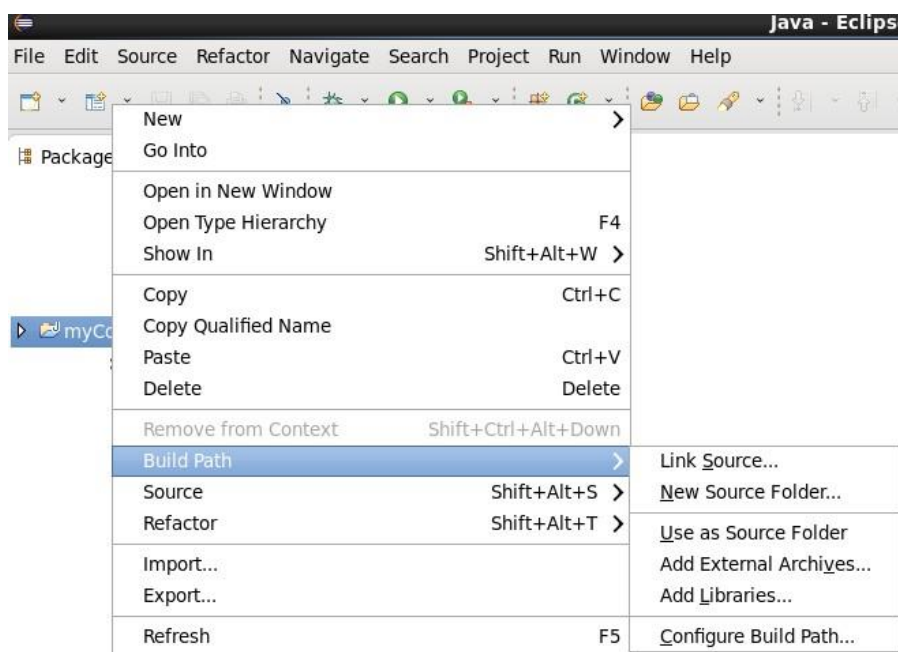 Java - Eclips
File Edit Source Refactor Navigate Search Project Run Window Help
Package
New
Go Into
Open in New Window
Open Type Hierarchy F4
Show In Shift+Alt+W
myCo
Copy Ctrl+C
Copy Qualified Name
Paste Ctrl+V
Delete Delete
Remove from Context Shift+Ctrl+Alt+Down
Build Path
Source Shift+Alt+S
Refactor Shift+Alt+T
Import...
Export...
Refresh F5
Link Source...
New Source Folder...
Use as Source Folder
Add External Archives...
Add Libraries...
Configure Build Path...